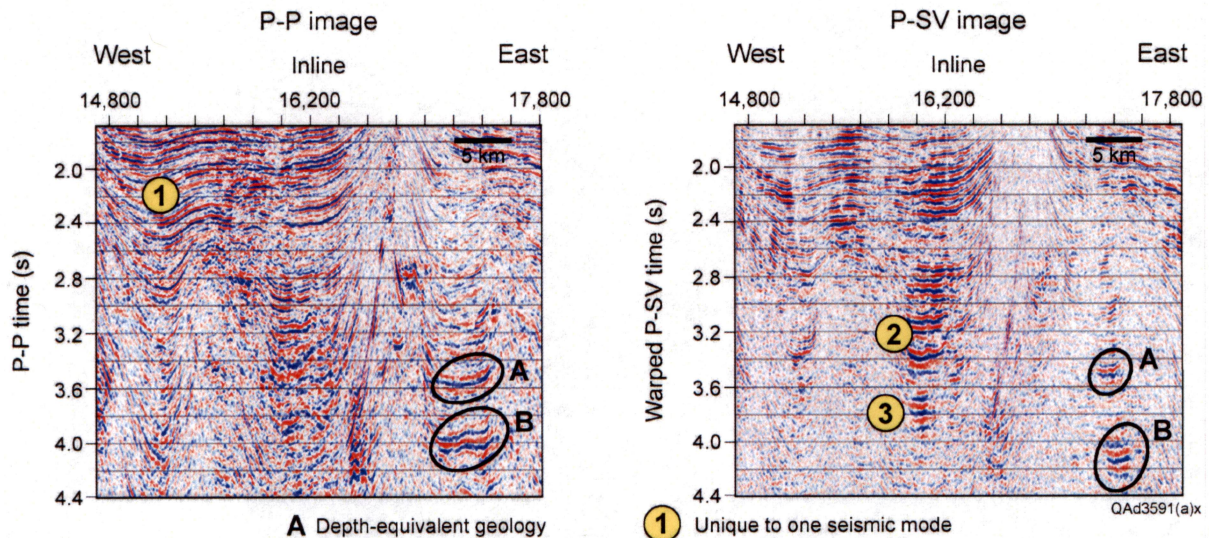 P-P image
West East
Inline
14,800 16,200 17,800
5 km
2.0
2.4
2.8
3.2
3.6
4.0
4.4
P-P time (s)
1
A
B
P-SV image
West East
Inline
14,800 16,200 17,800
5 km
2.0
2.4
2.8
3.2
3.6
4.0
4.4
Warped P-SV time (s)
2
3
A
B
QAd3591(a)x
A Depth-equivalent geology
1 Unique to one seismic mode